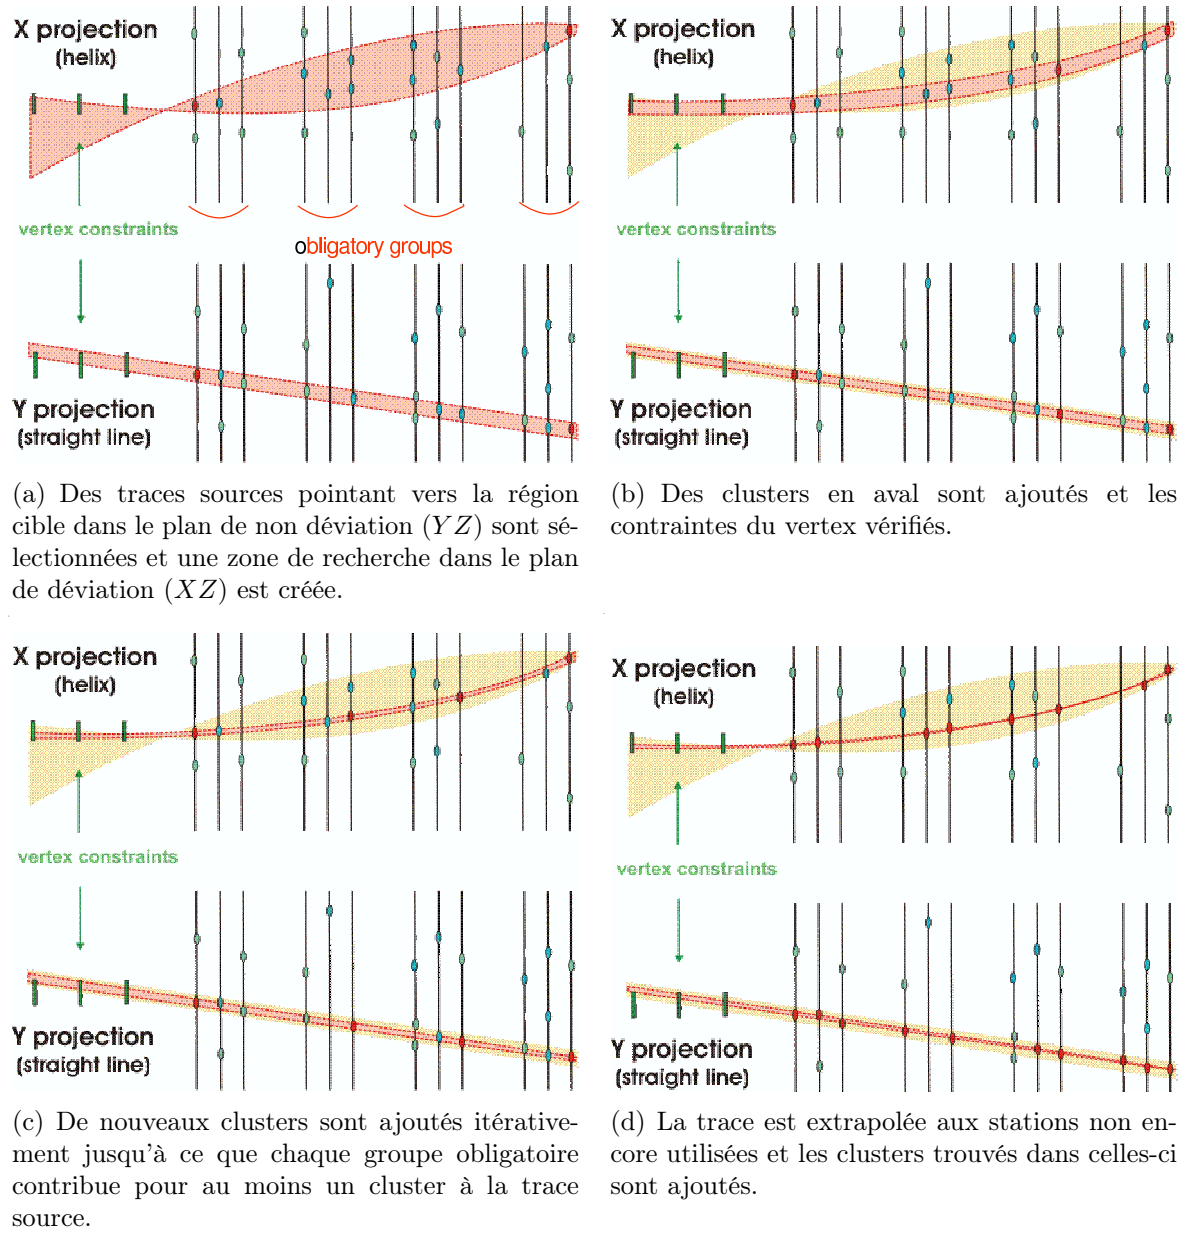 X projection
(helix)
vertex constraints
obligatory groups
Y projection
(straight line)
(a) Des traces sources pointant vers la région
cible dans le plan de non déviation (YZ) sont sé-
lectionnées et une zone de recherche dans le plan
de déviation (XZ) est créée.
X projection
(helix)
vertex constraints
Y projection
(straight line)
(b) Des clusters en aval sont ajoutés et les
contraintes du vertex vérifiés.
X projection
(helix)
vertex constraints
Y projection
(straight line)
(c) De nouveaux clusters sont ajoutés itérative-
ment jusqu'à ce que chaque groupe obligatoire
contribue pour au moins un cluster à la trace
source.
X projection
(helix)
vertex constraints
Y projection
(straight line)
(d) La trace est extrapolée aux stations non en-
core utilisées et les clusters trouvés dans celles-ci
sont ajoutés.